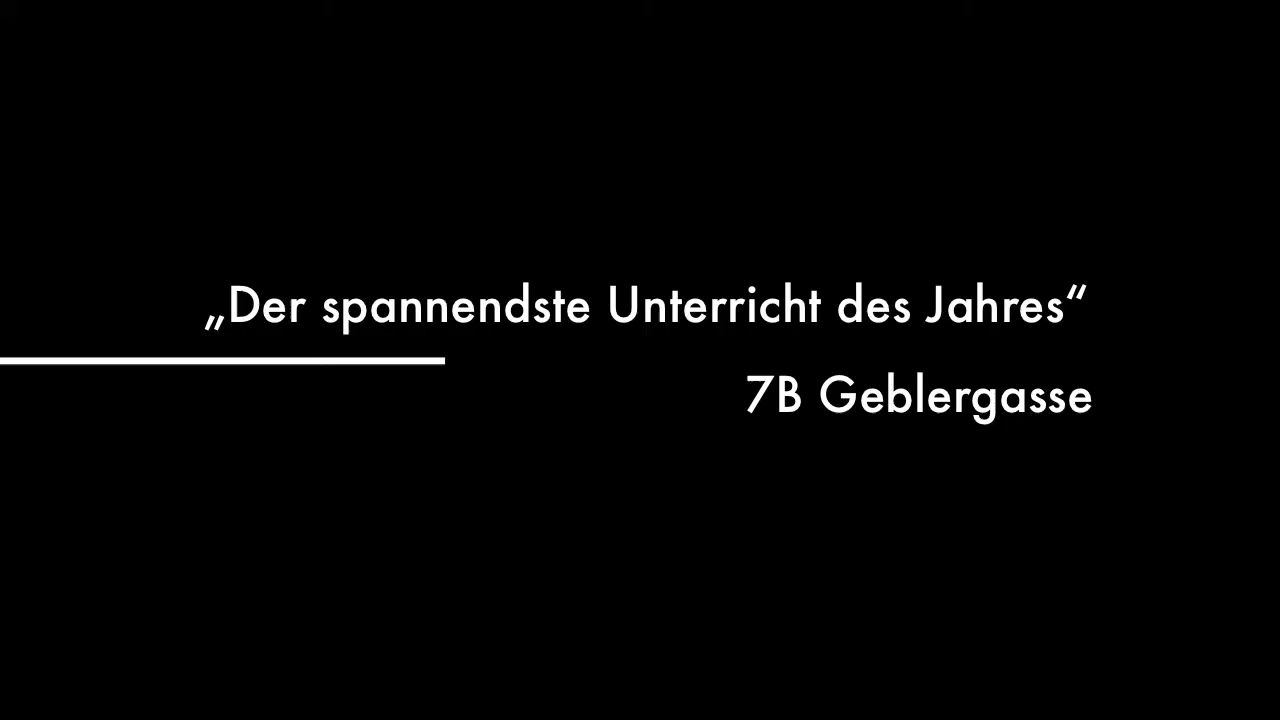 „Der spannendste Unterricht des Jahres“
7B Geblergasse